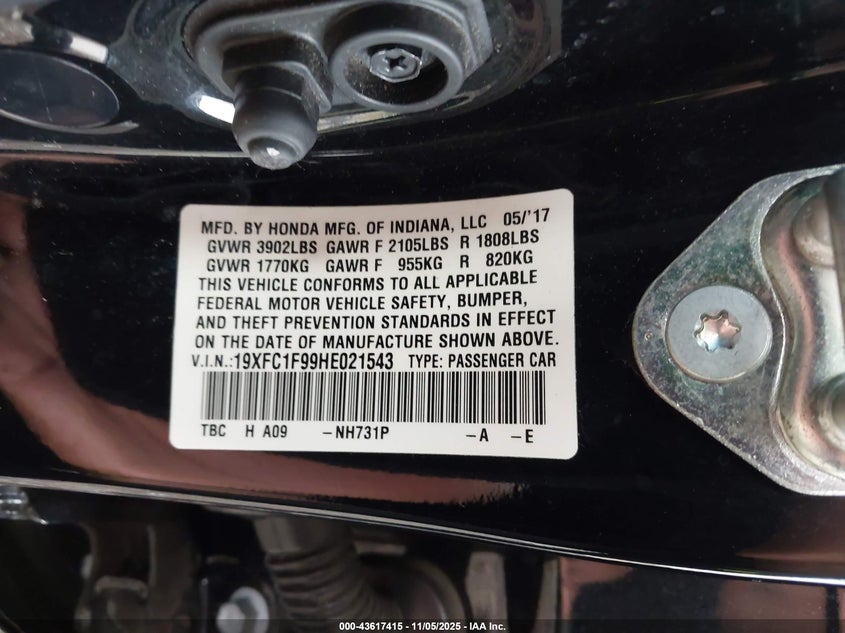 MFD. BY HONDA MFG. OF INDIANA, LLC 05/'17
GVWR 3902LBS GAWR F 2105LBS R 1808LBS
GVWR 1770KG GAWR F 955KG R 820KG
THIS VEHICLE CONFORMS TO ALL APPLICABLE
FEDERAL MOTOR VEHICLE SAFETY, BUMPER,
AND THEFT PREVENTION STANDARDS IN EFFECT
ON THE DATE OF MANUFACTURE SHOWN ABOVE.
V.I.N.:19XFC1F99HE021543 TYPE: PASSENGER CAR
TBC H A09 -NH731P -A -E
000-43617415 - 11/05/2025 - IAA Inc.